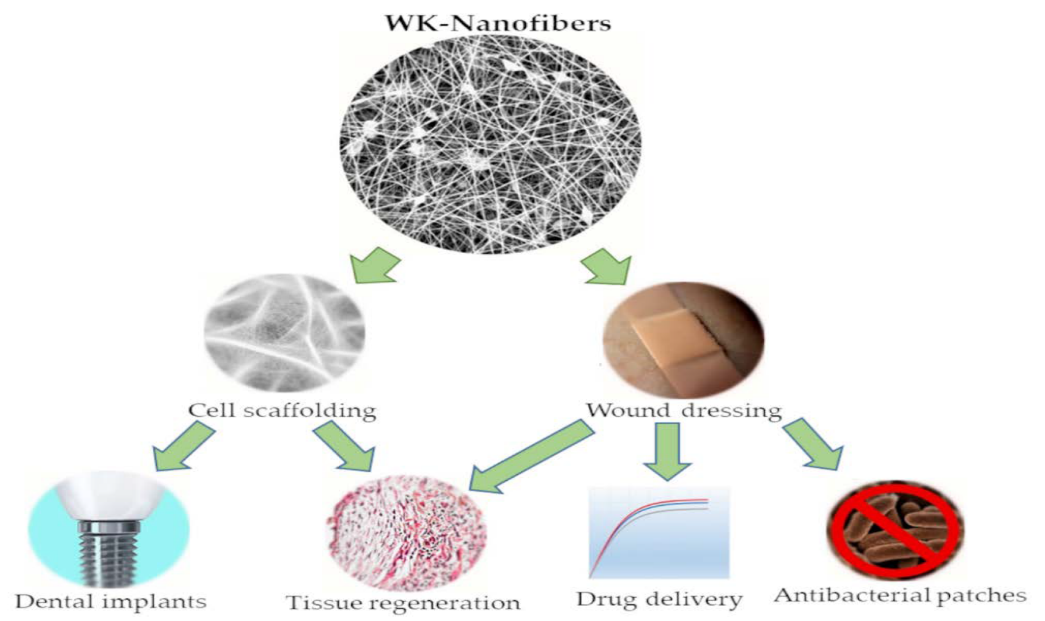 WK-Nanofibers
Cell scaffolding
Wound dressing
Dental implants
Tissue regeneration
Drug delivery
Antibacterial patches